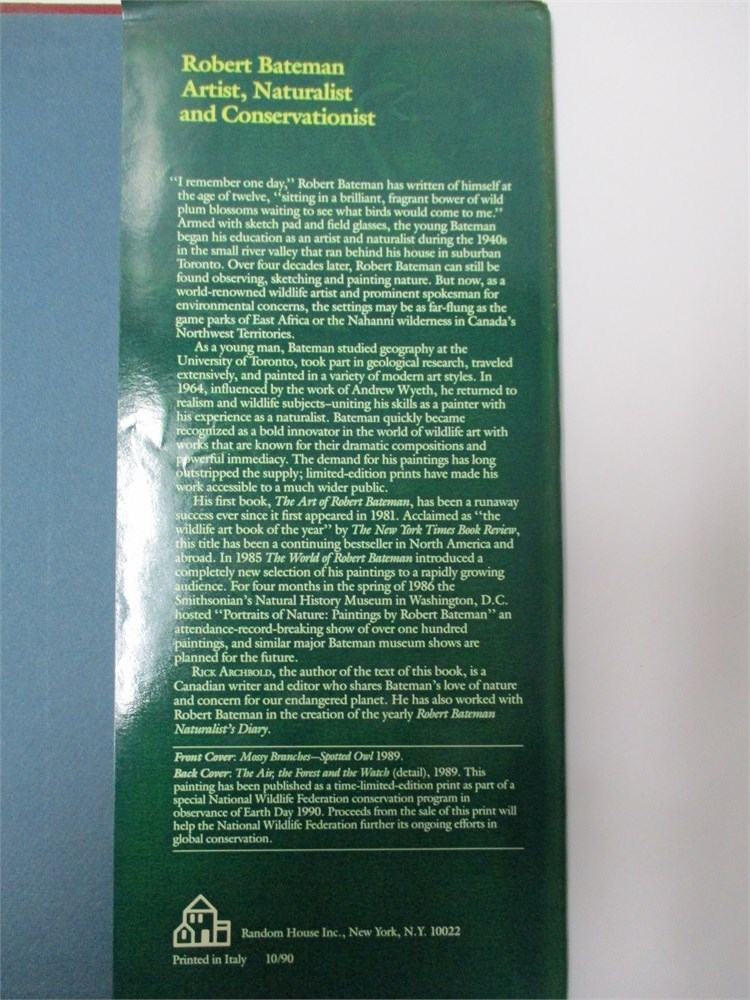 Robert Bateman
Artist, Naturalist
and Conservationist
"I remember one day," Robert Bateman has written of himself at
the age of twelve, "sitting in a brilliant, fragrant bower of wild
plum blossoms waiting to see what birds would come to me."
Armed with sketch pad and field glasses, the young Bateman
began his education as an artist and naturalist during the 1940s
in the small river valley that ran behind his house in suburban
Toronto. Over four decades later, Robert Bateman can still be
found observing, sketching and painting nature. But now, as a
world-renowned wildlife artist and prominent spokesman for
environmental concerns, the settings may be as far-flung as the
game parks of East Africa or the Nahanni wilderness in Canada's
Northwest Territories.
As a young man, Bateman studied geography at the
University of Toronto, took part in geological research, traveled
extensively, and painted in a variety of modern art styles. In
1964, influenced by the work of Andrew Wyeth, he returned to
realism and wildlife subjects—uniting his skills as a painter with
his experience as a naturalist. Bateman quickly became
recognized as a bold innovator in the world of wildlife art with
works that are known for their dramatic compositions and
powerful immediacy. The demand for his paintings has long
outstripped the supply; limited-edition prints have made his
work accessible to a much wider public.
His first book, The Art of Robert Bateman, has been a runaway
success ever since it first appeared in 1981. Acclaimed as "the
wildlife art book of the year" by The New York Times Book Review,
this title has been a continuing bestseller in North America and
abroad. In 1985 The World of Robert Bateman introduced a
completely new selection of his paintings to a rapidly growing
audience. For four months in the spring of 1986 the
Smithsonian's Natural History Museum in Washington, D.C.
hosted "Portraits of Nature: Paintings by Robert Bateman" an
attendance-record-breaking show of over one hundred
paintings, and similar major Bateman museum shows are
planned for the future.
RICK ARCHBOLD, the author of the text of this book, is a
Canadian writer and editor who shares Bateman's love of nature
and concern for our endangered planet. He has also worked with
Robert Bateman in the creation of the yearly Robert Bateman
Naturalist's Diary.
Front Cover: Mossy Branches—Spotted Owl 1989.
Back Cover: The Air, the Forest and the Watch (detail), 1989. This
painting has been published as a time-limited-edition print as part of a
special National Wildlife Federation conservation program in
observance of Earth Day 1990. Proceeds from the sale of this print will
help the National Wildlife Federation further its ongoing efforts in
global conservation.
Random House Inc., New York, N.Y. 10022
Printed in Italy 10/90